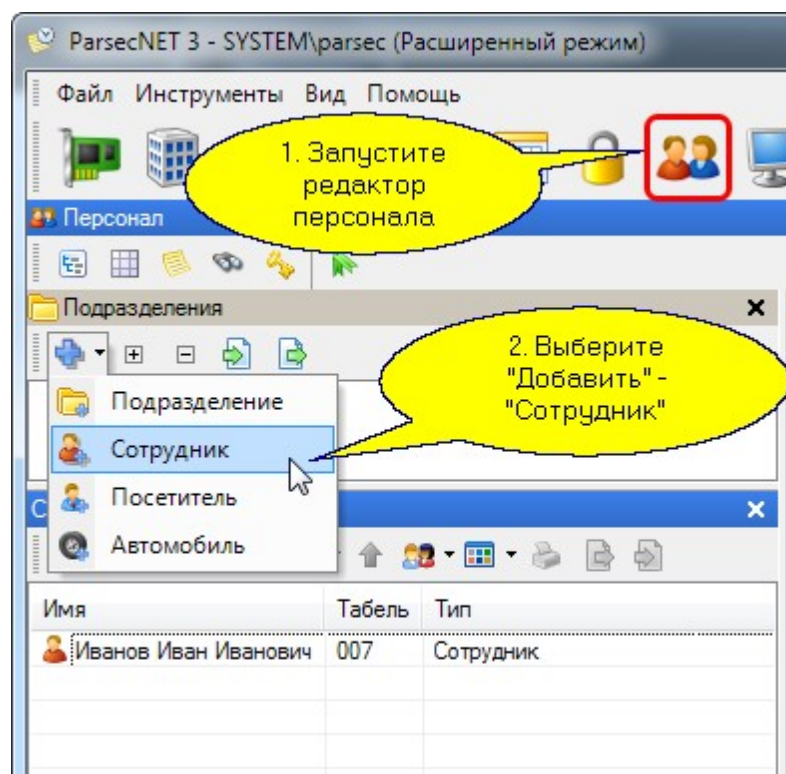 ParsecNET 3 - SYSTEM\parsec (Расширенный режим)
Файл Инструменты Вид Помощь
1. Запустите
редактор
персонала
Персонал
Подразделения
2. Выберите
"Добавить" -
"Сотрудник"
Подразделение
Сотрудник
Посетитель
Автомобиль
С
Имя Табель Тип
Иванов Иван Иванович 007 Сотрудник